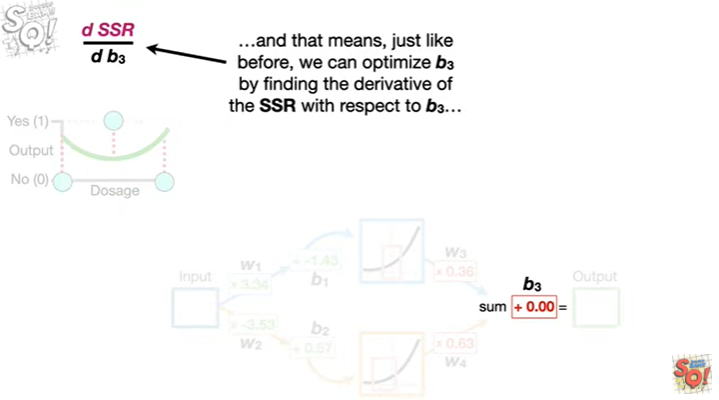 SQ!
d SSR
d b3
…and that means, just like
before, we can optimize b3
by finding the derivative of
the SSR with respect to b3…
Yes (1)
Output
No (0)
Dosage
Input
w1
x 3.34
+ -1.43
b1
w3
x 0.36
b3
sum + 0.00 =
Output
x -3.53
w2
b2
+ 0.57
x 0.63
w4
SQ!